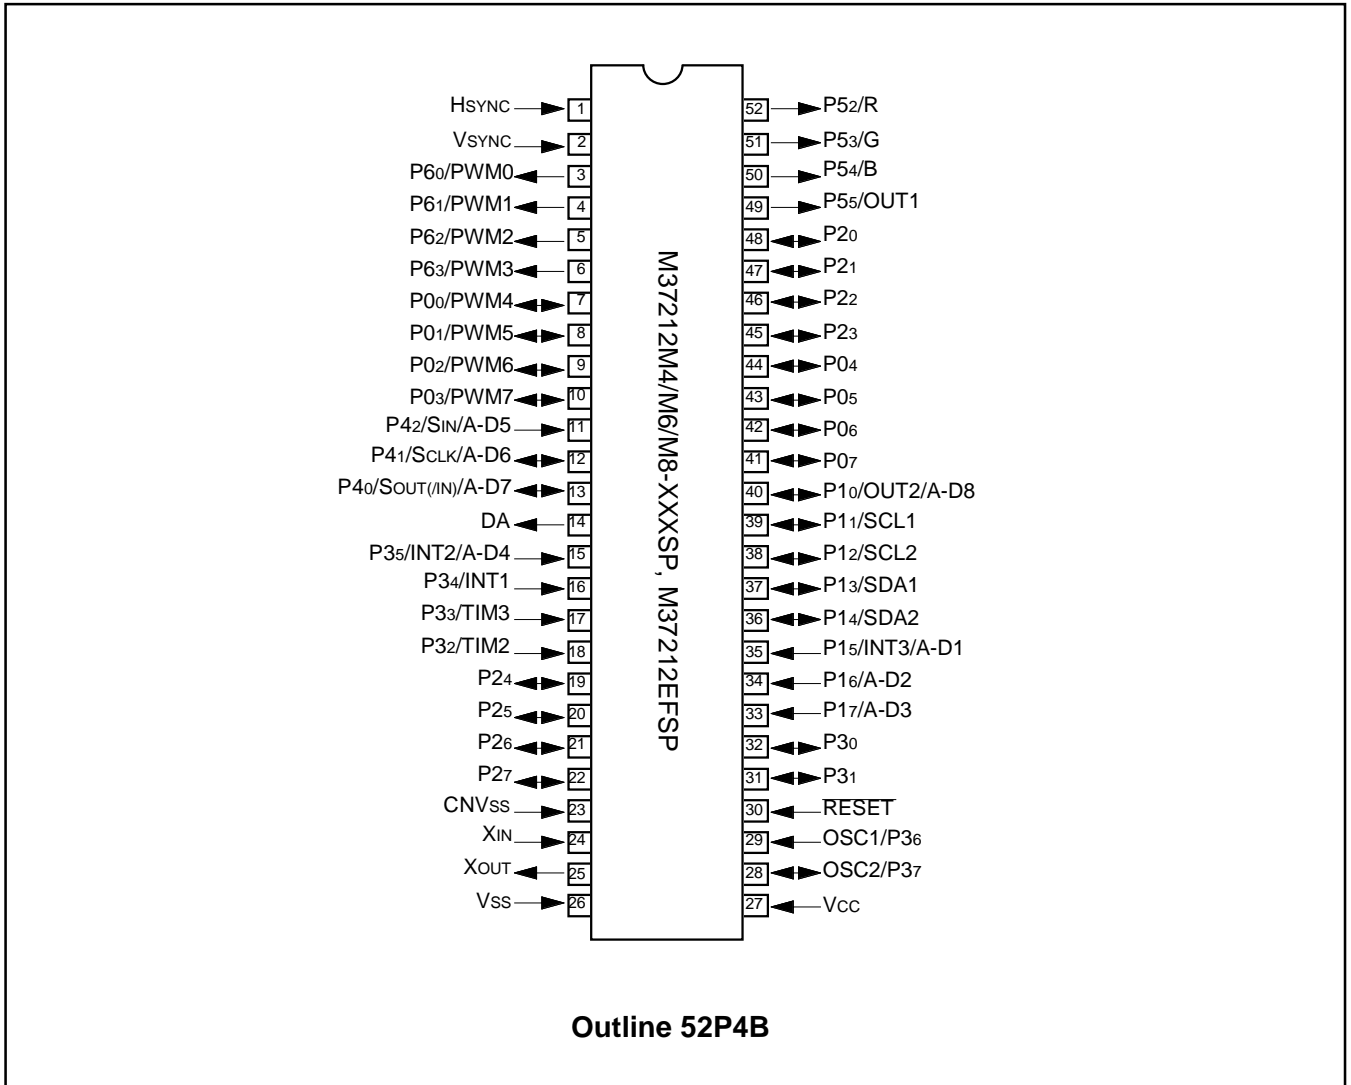 HSYNC 1 52 P52/R
VSYNC 2 51 P53/G
P60/PWM0 3 50 P54/B
P61/PWM1 4 49 P55/OUT1
P62/PWM2 5 48 P20
P63/PWM3 6 47 P21
P00/PWM4 7 46 P22
P01/PWM5 8 45 P23
P02/PWM6 9 44 P04
P03/PWM7 10 43 P05
P42/SIN/A-D5 11 42 P06
P41/SCLK/A-D6 12 41 P07
P40/SOUT(/IN)/A-D7 13 40 P10/OUT2/A-D8
DA 14 39 P11/SCL1
P35/INT2/A-D4 15 38 P12/SCL2
P34/INT1 16 37 P13/SDA1
P33/TIM3 17 36 P14/SDA2
P32/TIM2 18 35 P15/INT3/A-D1
P24 19 34 P16/A-D2
P25 20 33 P17/A-D3
P26 21 32 P30
P27 22 31 P31
CNVSS 23 30 RESET
XIN 24 29 OSC1/P36
XOUT 25 28 OSC2/P37
VSS 26 27 VCC
M37212M4/M6/M8-XXXSP, M37212EFSP
Outline 52P4B